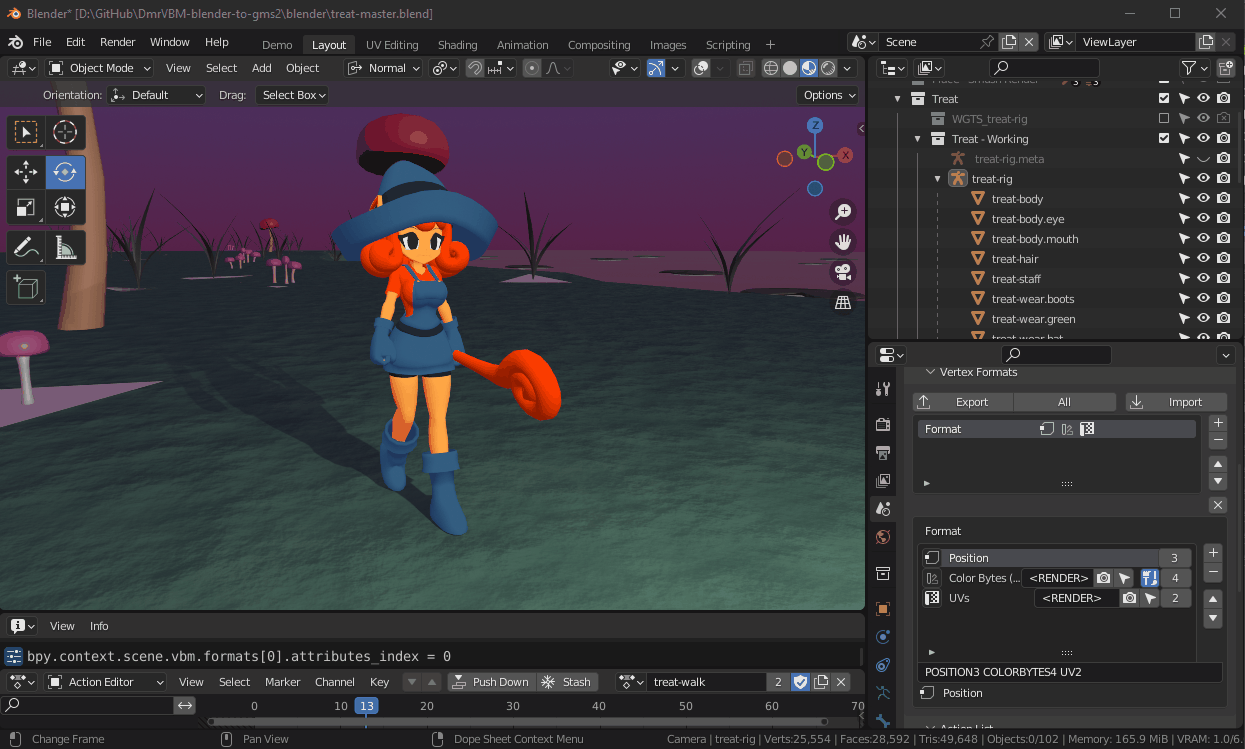 Blender* [D:\GitHub\DmrVBM-blender-to-gms2\blender\treat-master.blend]
File Edit Render Window Help Demo Layout UV Editing Shading Animation Compositing Images Scripting + Scene ViewLayer
Object Mode View Select Add Object Normal
Orientation: Default Drag: Select Box Options
Z
Y X
Treat
WGTS_treat-rig
Treat - Working
treat-rig.meta
treat-rig
treat-body
treat-body.eye
treat-body.mouth
treat-hair
treat-staff
treat-wear.boots
treat-wear.green
treat-wear.hat
Vertex Formats
Export All Import
Format
Format
Position 3
Color Bytes (... <RENDER> 4
UVs <RENDER> 2
POSITION3 COLORBYTES4 UV2
Position
Action List
View Info
bpy.context.scene.vbm.formats[0].attributes_index = 0
Action Editor View Select Marker Channel Key Push Down Stash treat-walk 2
0 10 13 20 30 40 50 60 70
Change Frame Pan View Dope Sheet Context Menu Camera | treat-rig | Verts:25,554 | Faces:28,592 | Tris:49,648 | Objects:0/102 | Memory: 165.9 MiB | VRAM: 1.0/6.